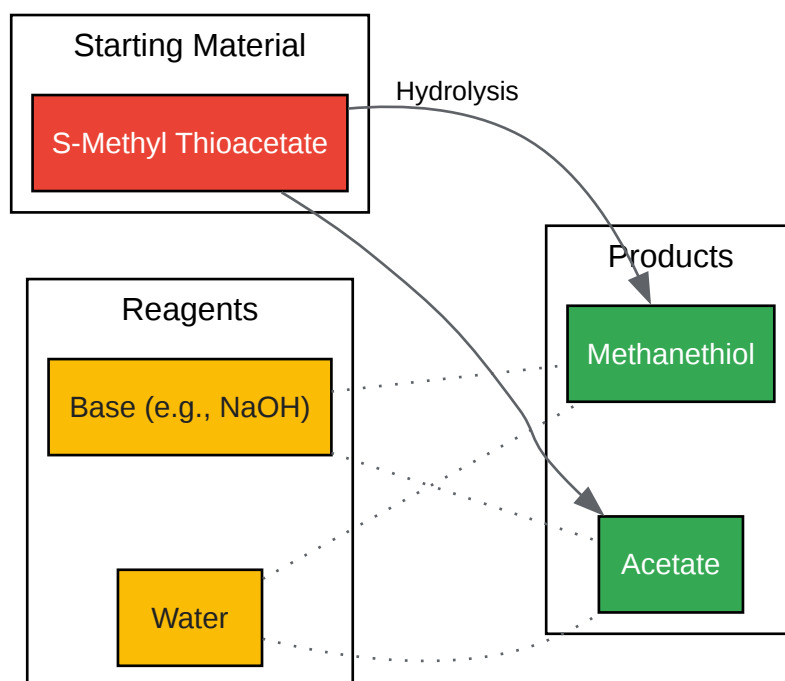 Starting Material
S-Methyl Thioacetate
Hydrolysis
Products
Methanethiol
Acetate
Reagents
Base (e.g., NaOH)
Water